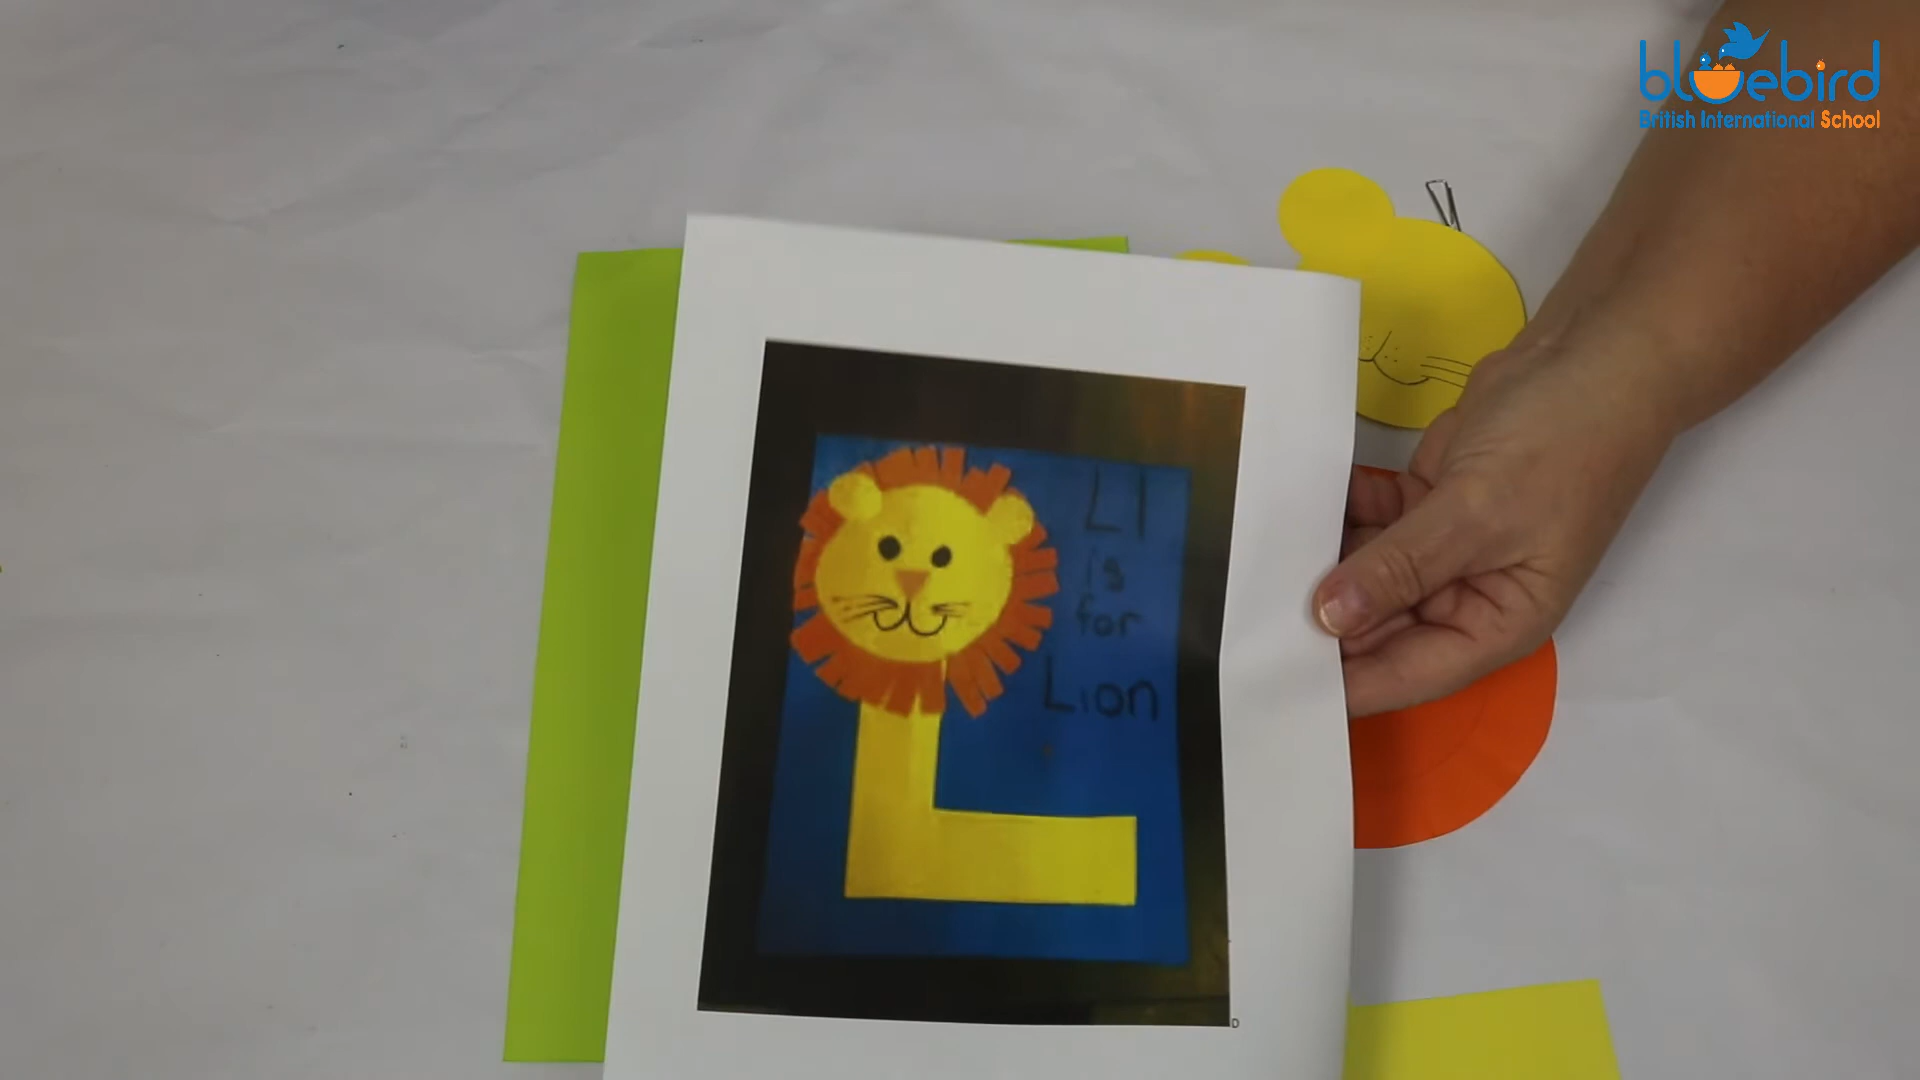 bluebird
British International School
Ll
is
for
Lion
D